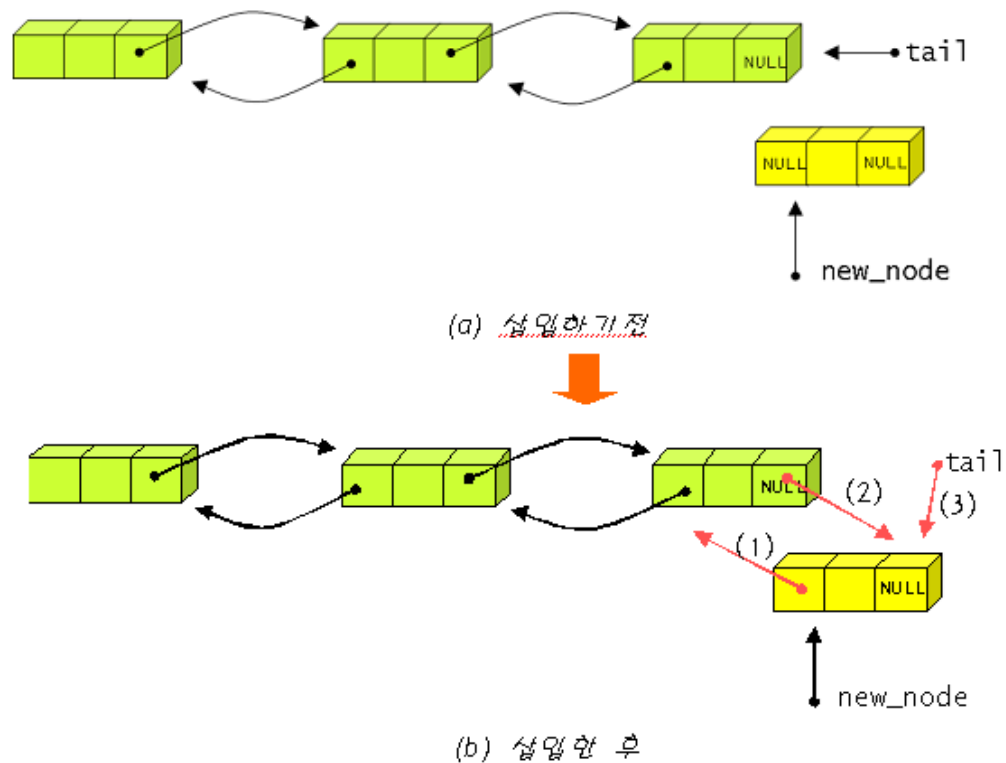 NULL
tail
NULL NULL
new_node
(a) 삽입하기전
NULL
tail
(2)
(3)
(1)
NULL
new_node
(b) 삽입한 후